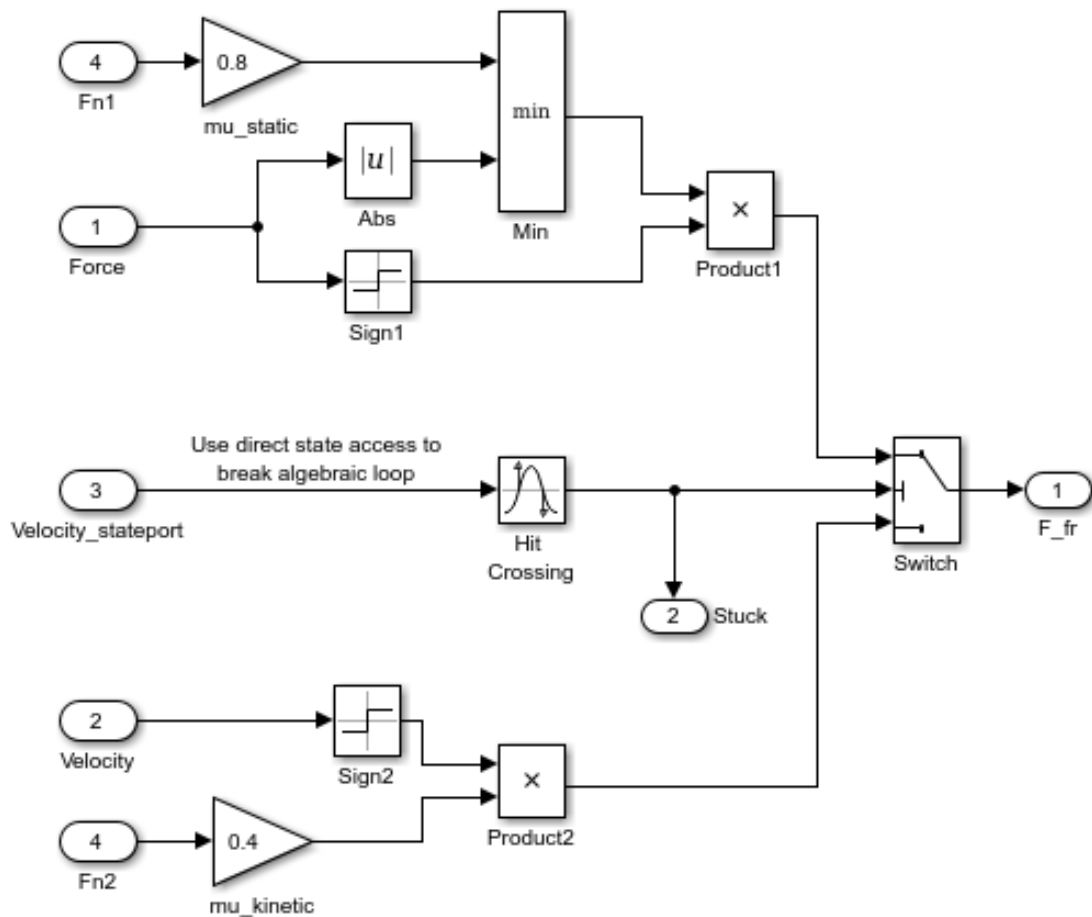 4
Fn1
0.8
mu_static
min
Min
|u|
Abs
1
Force
Sign1
×
Product1
Use direct state access to
break algebraic loop
3
Velocity_stateport
Hit
Crossing
Switch
1
F_fr
2
Stuck
2
Velocity
Sign2
×
Product2
4
Fn2
0.4
mu_kinetic